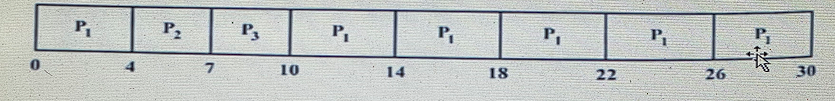 P₁ P₂ P₃ P₁ P₁ P₁ P₁ P₁
0 4 7 10 14 18 22 26 30